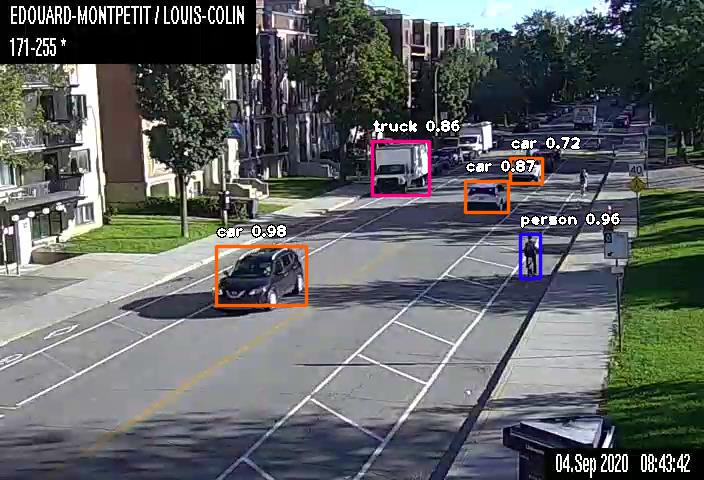 EDOUARD-MONTPETIT / LOUIS-COLIN
171-255 *
truck 0.86
car 0.72
car 0.87
40
person 0.96
car 0.98
04.Sep 2020 08:43:42